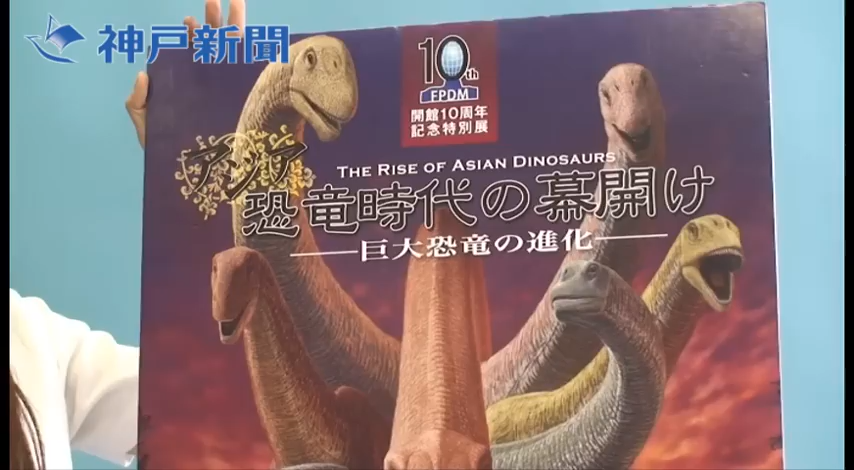 神戸新聞
10th
FPDM
開館10周年
記念特別展
THE RISE OF ASIAN DINOSAURS
アジア
恐竜時代の幕開け
巨大恐竜の進化